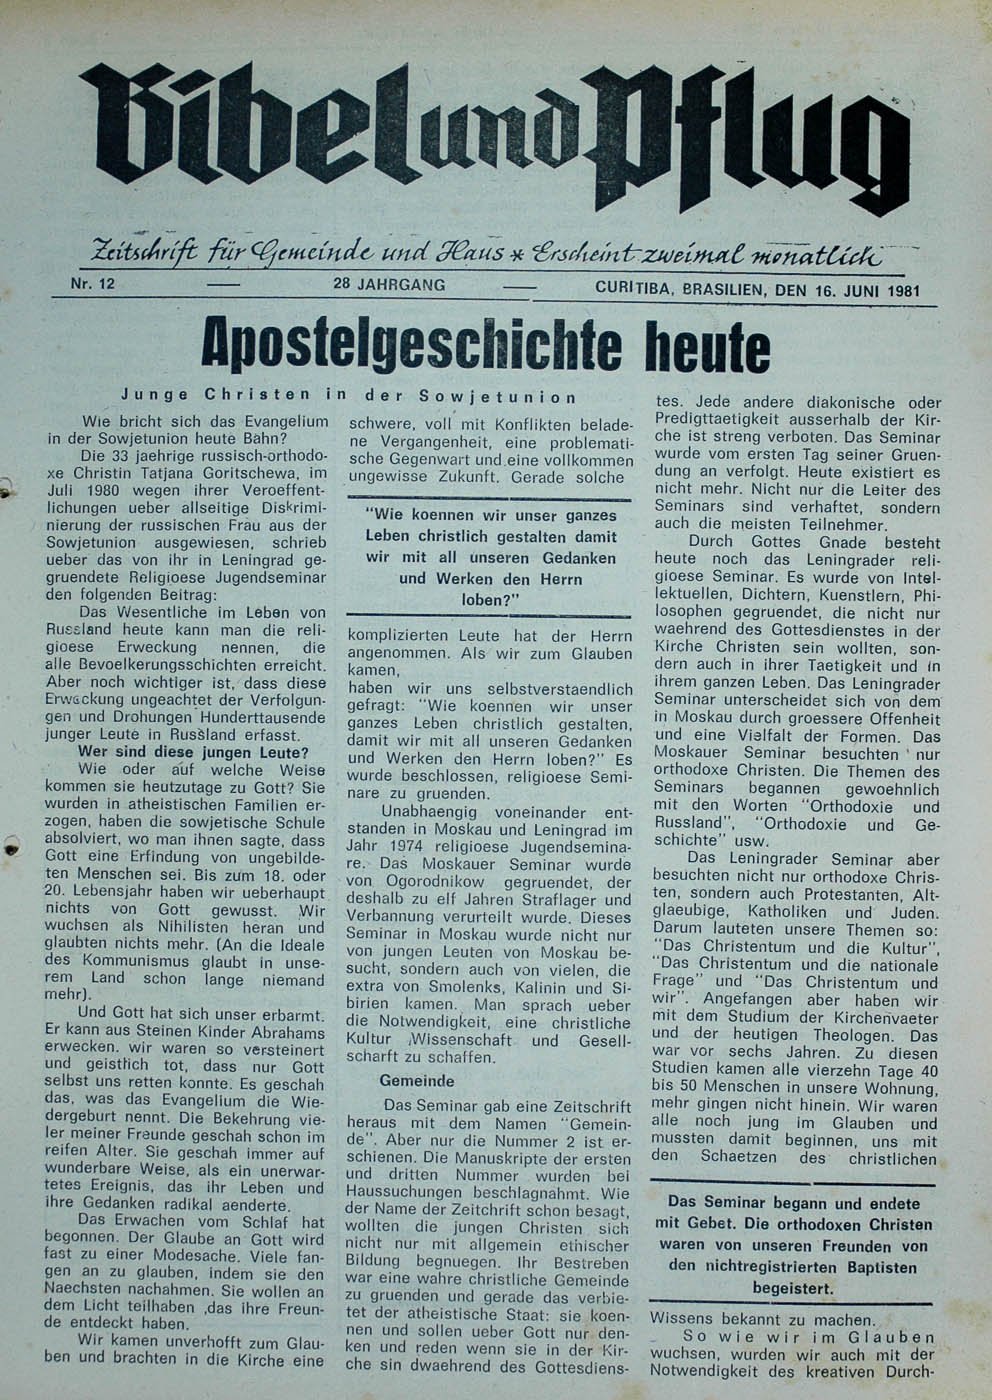 Bibel und Pflug
Zeitschrift für Gemeinde und Haus * Erscheint zweimal monatlich
Nr. 12 — 28 JAHRGANG — CURITIBA, BRASILIEN, DEN 16. JUNI 1981
Apostelgeschichte heute
Junge Christen in der Sowjetunion
Wie bricht sich das Evangelium
in der Sowjetunion heute Bahn?
Die 33 jaehrige russisch-orthodo-
xe Christin Tatjana Goritschewa, im
Juli 1980 wegen ihrer Veroeffent-
lichungen ueber allseitige Diskrimi-
nierung der russischen Frau aus der
Sowjetunion ausgewiesen, schrieb
ueber das von ihr in Leningrad ge-
gruendete Religioese Jugendseminar
den folgenden Beitrag:
Das Wesentliche im Leben von
Russland heute kann man die reli-
gioese Erweckung nennen, die
alle Bevoelkerungsschichten erreicht.
Aber noch wichtiger ist, dass diese
Erweckung ungeachtet der Verfolgun-
gen und Drohungen Hunderttausende
junger Leute in Russland erfasst.
Wer sind diese jungen Leute?
Wie oder auf welche Weise
kommen sie heutzutage zu Gott? Sie
wurden in atheistischen Familien er-
zogen, haben die sowjetische Schule
absolviert, wo man ihnen sagte, dass
Gott eine Erfindung von ungebilde-
ten Menschen sei. Bis zum 18. oder
20. Lebensjahr haben wir ueberhaupt
nichts von Gott gewusst. Wir
wuchsen als Nihilisten heran und
glaubten nichts mehr. (An die Ideale
des Kommunismus glaubt in unse-
rem Land schon lange niemand
mehr).
Und Gott hat sich unser erbarmt.
Er kann aus Steinen Kinder Abrahams
erwecken. wir waren so versteinert
und geistlich tot, dass nur Gott
selbst uns retten konnte. Es geschah
das, was das Evangelium die Wie-
dergeburt nennt. Die Bekehrung vie-
ler meiner Freunde geschah schon im
reifen Alter. Sie geschah immer auf
wunderbare Weise, als ein unerwar-
tetes Ereignis, das ihr Leben und
ihre Gedanken radikal aenderte.
Das Erwachen vom Schlaf hat
begonnen. Der Glaube an Gott wird
fast zu einer Modesache. Viele fan-
gen an zu glauben, indem sie den
Naechsten nachahmen. Sie wollen an
dem Licht teilhaben ,das ihre Freun-
de entdeckt haben.
Wir kamen unverhofft zum Glau-
ben und brachten in die Kirche eine
schwere, voll mit Konflikten belade-
ne Vergangenheit, eine problemati-
sche Gegenwart und eine vollkommen
ungewisse Zukunft. Gerade solche
"Wie koennen wir unser ganzes
Leben christlich gestalten damit
wir mit all unseren Gedanken
und Werken den Herrn
loben?"
komplizierten Leute hat der Herrn
angenommen. Als wir zum Glauben
kamen,
haben wir uns selbstverstaendlich
gefragt: "Wie koennen wir unser
ganzes Leben christlich gestalten,
damit wir mit all unseren Gedanken
und Werken den Herrn loben?" Es
wurde beschlossen, religioese Semi-
nare zu gruenden.
Unabhaengig voneinander ent-
standen in Moskau und Leningrad im
Jahr 1974 religioese Jugendsemina-
re. Das Moskauer Seminar wurde
von Ogorodnikow gegruendet, der
deshalb zu elf Jahren Straflager und
Verbannung verurteilt wurde. Dieses
Seminar in Moskau wurde nicht nur
von jungen Leuten von Moskau be-
sucht, sondern auch von vielen, die
extra von Smolenks, Kalinin und Si-
birien kamen. Man sprach ueber
die Notwendigkeit, eine christliche
Kultur ,Wissenschaft und Gesell-
scharft zu schaffen.
Gemeinde
Das Seminar gab eine Zeitschrift
heraus mit dem Namen "Gemein-
de". Aber nur die Nummer 2 ist er-
schienen. Die Manuskripte der ersten
und dritten Nummer wurden bei
Haussuchungen beschlagnahmt. Wie
der Name der Zeitchrift schon besagt,
wollten die jungen Christen sich
nicht nur mit allgemein ethischer
Bildung begnuegen. Ihr Bestreben
war eine wahre christliche Gemeinde
zu gruenden und gerade das verbie-
tet der atheistische Staat: sie koen-
nen und sollen ueber Gott nur den-
ken und reden wenn sie in der Kir-
che sin dwaehrend des Gottesdiens-
tes. Jede andere diakonische oder
Predigttaetigkeit ausserhalb der Kir-
che ist streng verboten. Das Seminar
wurde vom ersten Tag seiner Gruen-
dung an verfolgt. Heute existiert es
nicht mehr. Nicht nur die Leiter des
Seminars sind verhaftet, sondern
auch die meisten Teilnehmer.
Durch Gottes Gnade besteht
heute noch das Leningrader reli-
gioese Seminar. Es wurde von Intel-
lektuellen, Dichtern, Kuenstlern, Phi-
losophen gegruendet, die nicht nur
waehrend des Gottesdienstes in der
Kirche Christen sein wollten, son-
dern auch in ihrer Taetigkeit und in
ihrem ganzen Leben. Das Leningrader
Seminar unterscheidet sich von dem
in Moskau durch groessere Offenheit
und eine Vielfalt der Formen. Das
Moskauer Seminar besuchten nur
orthodoxe Christen. Die Themen des
Seminars begannen gewoehnlich
mit den Worten "Orthodoxie und
Russland", "Orthodoxie und Ge-
schichte" usw.
Das Leningrader Seminar aber
besuchten nicht nur orthodoxe Chris-
ten, sondern auch Protestanten, Alt-
glaeubige, Katholiken und Juden.
Darum lauteten unsere Themen so:
"Das Christentum und die Kultur",
"Das Christentum und die nationale
Frage" und "Das Christentum und
wir". Angefangen aber haben wir
mit dem Studium der Kirchenvaeter
und der heutigen Theologen. Das
war vor sechs Jahren. Zu diesen
Studien kamen alle vierzehn Tage 40
bis 50 Menschen in unsere Wohnung,
mehr gingen nicht hinein. Wir waren
alle noch jung im Glauben und
mussten damit beginnen, uns mit
den Schaetzen des christlichen
Das Seminar begann und endete
mit Gebet. Die orthodoxen Christen
waren von unseren Freunden von
den nichtregistrierten Baptisten
begeistert.
Wissens bekannt zu machen.
So wie wir im Glauben
wuchsen, wurden wir auch mit der
Notwendigkeit des kreativen Durch-